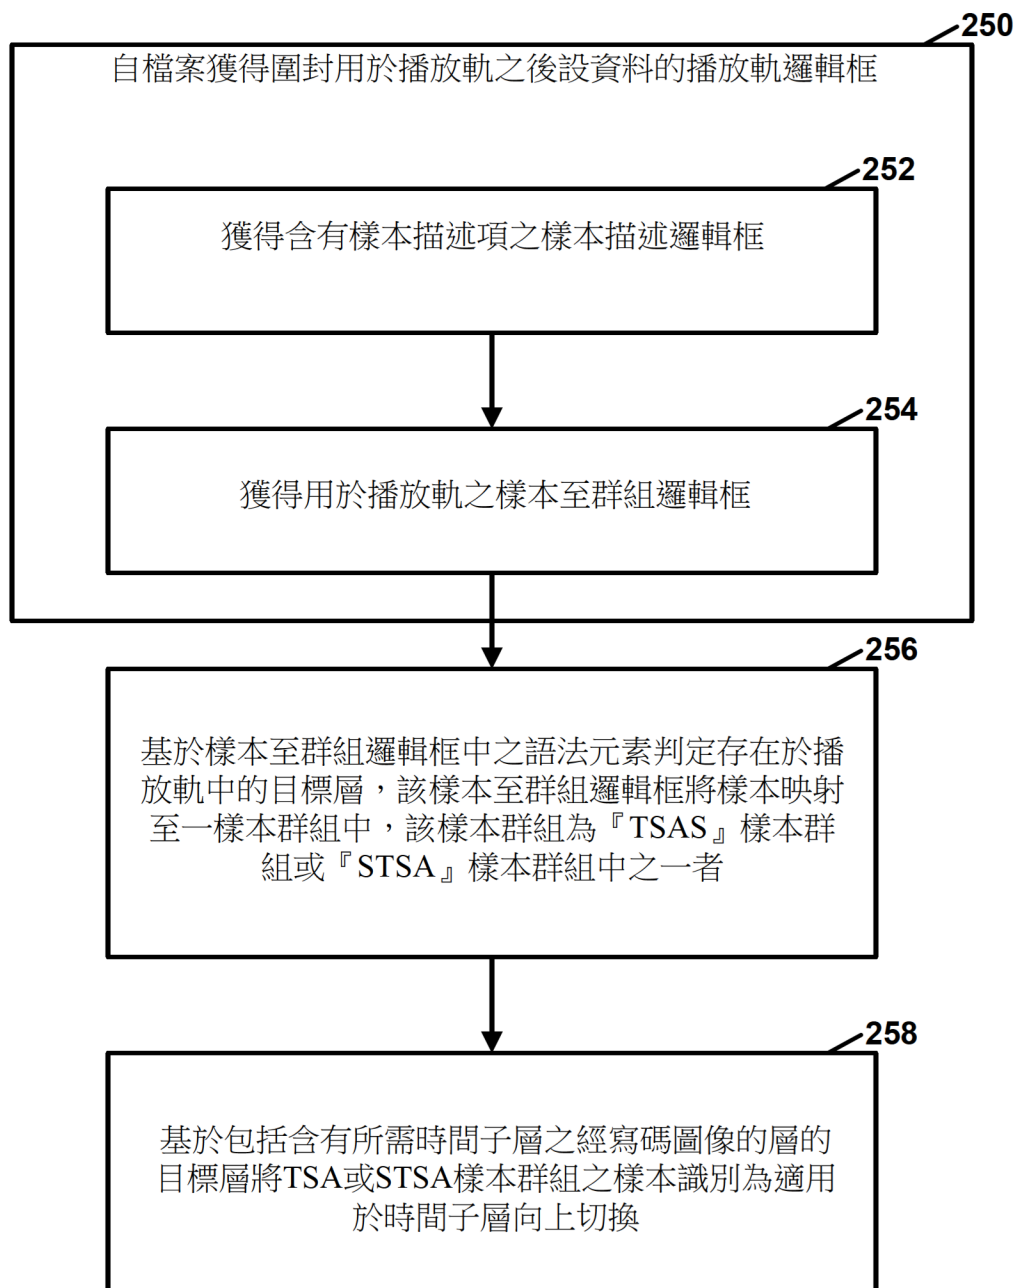 250
自檔案獲得圍封用於播放軌之後設資料的播放軌邏輯框
252
獲得含有樣本描述項之樣本描述邏輯框
254
獲得用於播放軌之樣本至群組邏輯框
256
基於樣本至群組邏輯框中之語法元素判定存在於播
放軌中的目標層，該樣本至群組邏輯框將樣本映射
至一樣本群組中，該樣本群組為『TSAS』樣本群
組或『STSA』樣本群組中之一者
258
基於包括含有所需時間子層之經寫碼圖像的層的
目標層將TSA或STSA樣本群組之樣本識別為適用
於時間子層向上切換